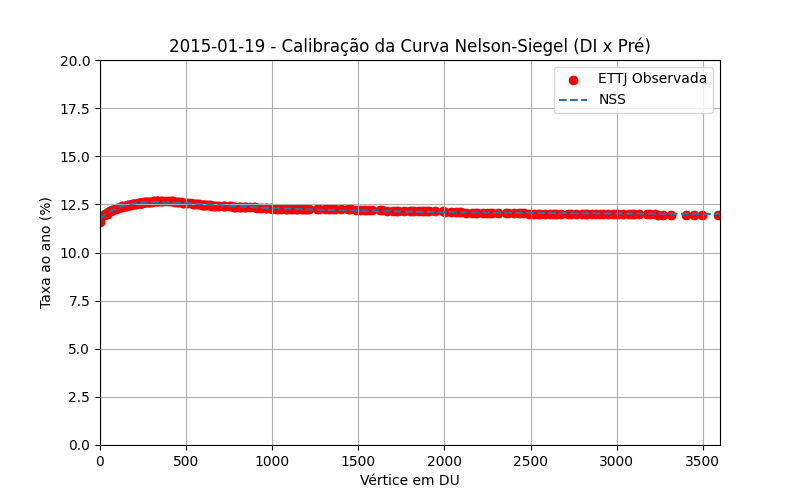 2015-01-19 - Calibração da Curva Nelson-Siegel (DI x Pré)
ETTJ Observada
NSS
Taxa ao ano (%)
20.0
17.5
15.0
12.5
10.0
7.5
5.0
2.5
0.0
0 500 1000 1500 2000 2500 3000 3500
Vértice em DU